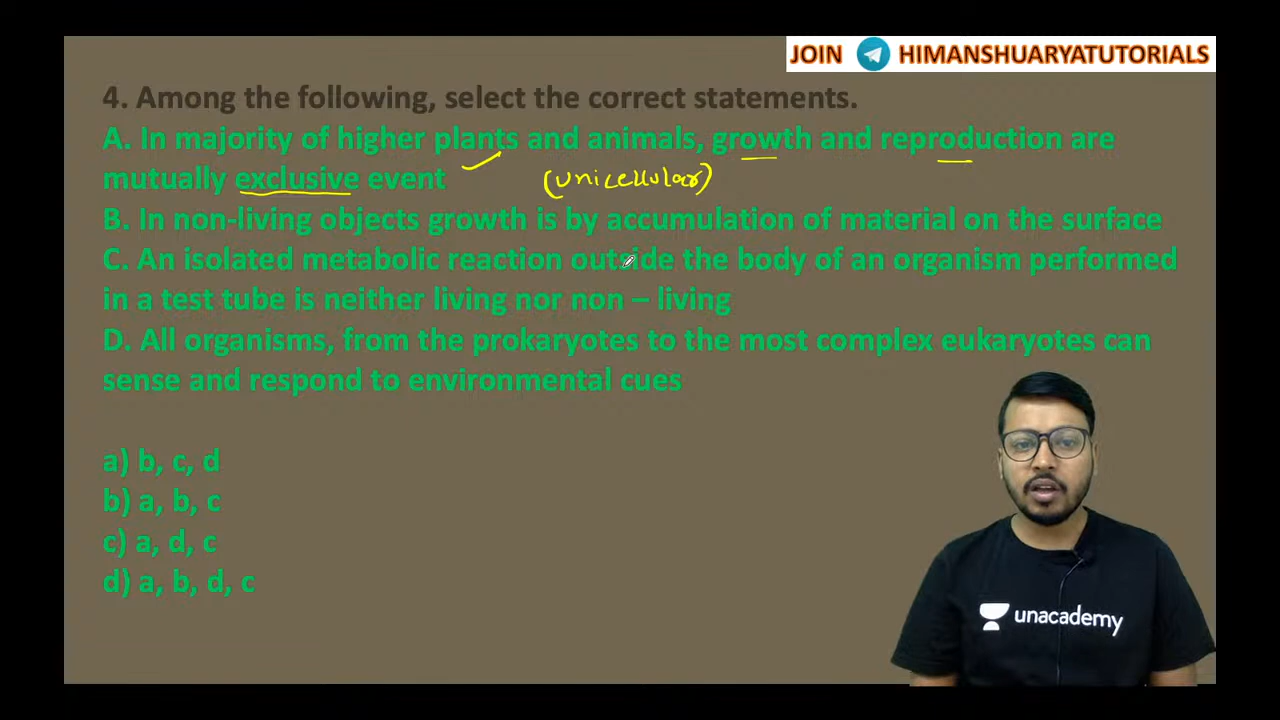 JOIN HIMANSHUARYATUTORIALS
4. Among the following, select the correct statements.
A. In majority of higher plants and animals, growth and reproduction are
mutually exclusive event (unicellular)
B. In non-living objects growth is by accumulation of material on the surface
C. An isolated metabolic reaction outside the body of an organism performed
in a test tube is neither living nor non – living
D. All organisms, from the prokaryotes to the most complex eukaryotes can
sense and respond to environmental cues
a) b, c, d
b) a, b, c
c) a, d, c
d) a, b, d, c
unacademy